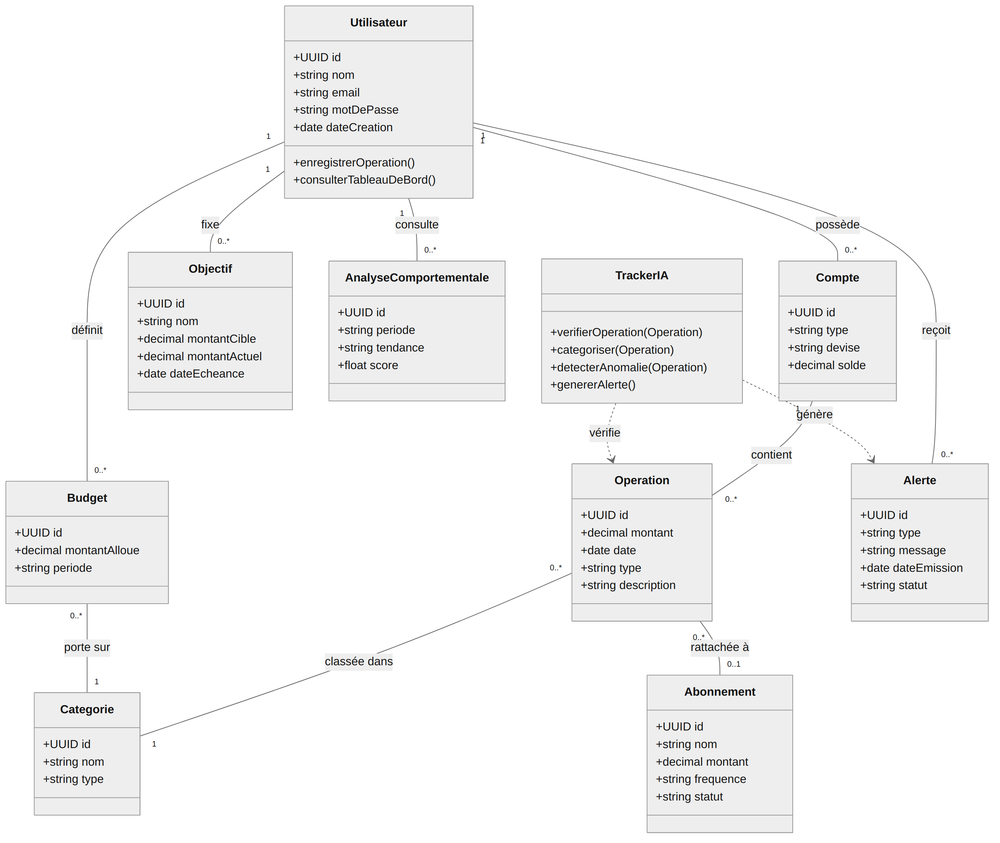 Utilisateur
+UUID id
+string nom
+string email
+string motDePasse
+date dateCreation
+enregistrerOperation()
+consulterTableauDeBord()
1
1
1
1
1
définit
fixe
consulte
possède
reçoit
0..*
0..*
0..*
0..*
0..*
Objectif
+UUID id
+string nom
+decimal montantCible
+decimal montantActuel
+date dateEcheance
AnalyseComportementale
+UUID id
+string periode
+string tendance
+float score
TrackerIA
+verifierOperation(Operation)
+categoriser(Operation)
+detecterAnomalie(Operation)
+genererAlerte()
Compte
+UUID id
+string type
+string devise
+decimal solde
vérifie
1
génère
contient
0..*
Budget
+UUID id
+decimal montantAlloue
+string periode
Operation
+UUID id
+decimal montant
+date date
+string type
+string description
Alerte
+UUID id
+string type
+string message
+date dateEmission
+string statut
0..*
porte sur
1
0..*
classée dans
1
0..*
rattachée à
0..1
Categorie
+UUID id
+string nom
+string type
Abonnement
+UUID id
+string nom
+decimal montant
+string frequence
+string statut